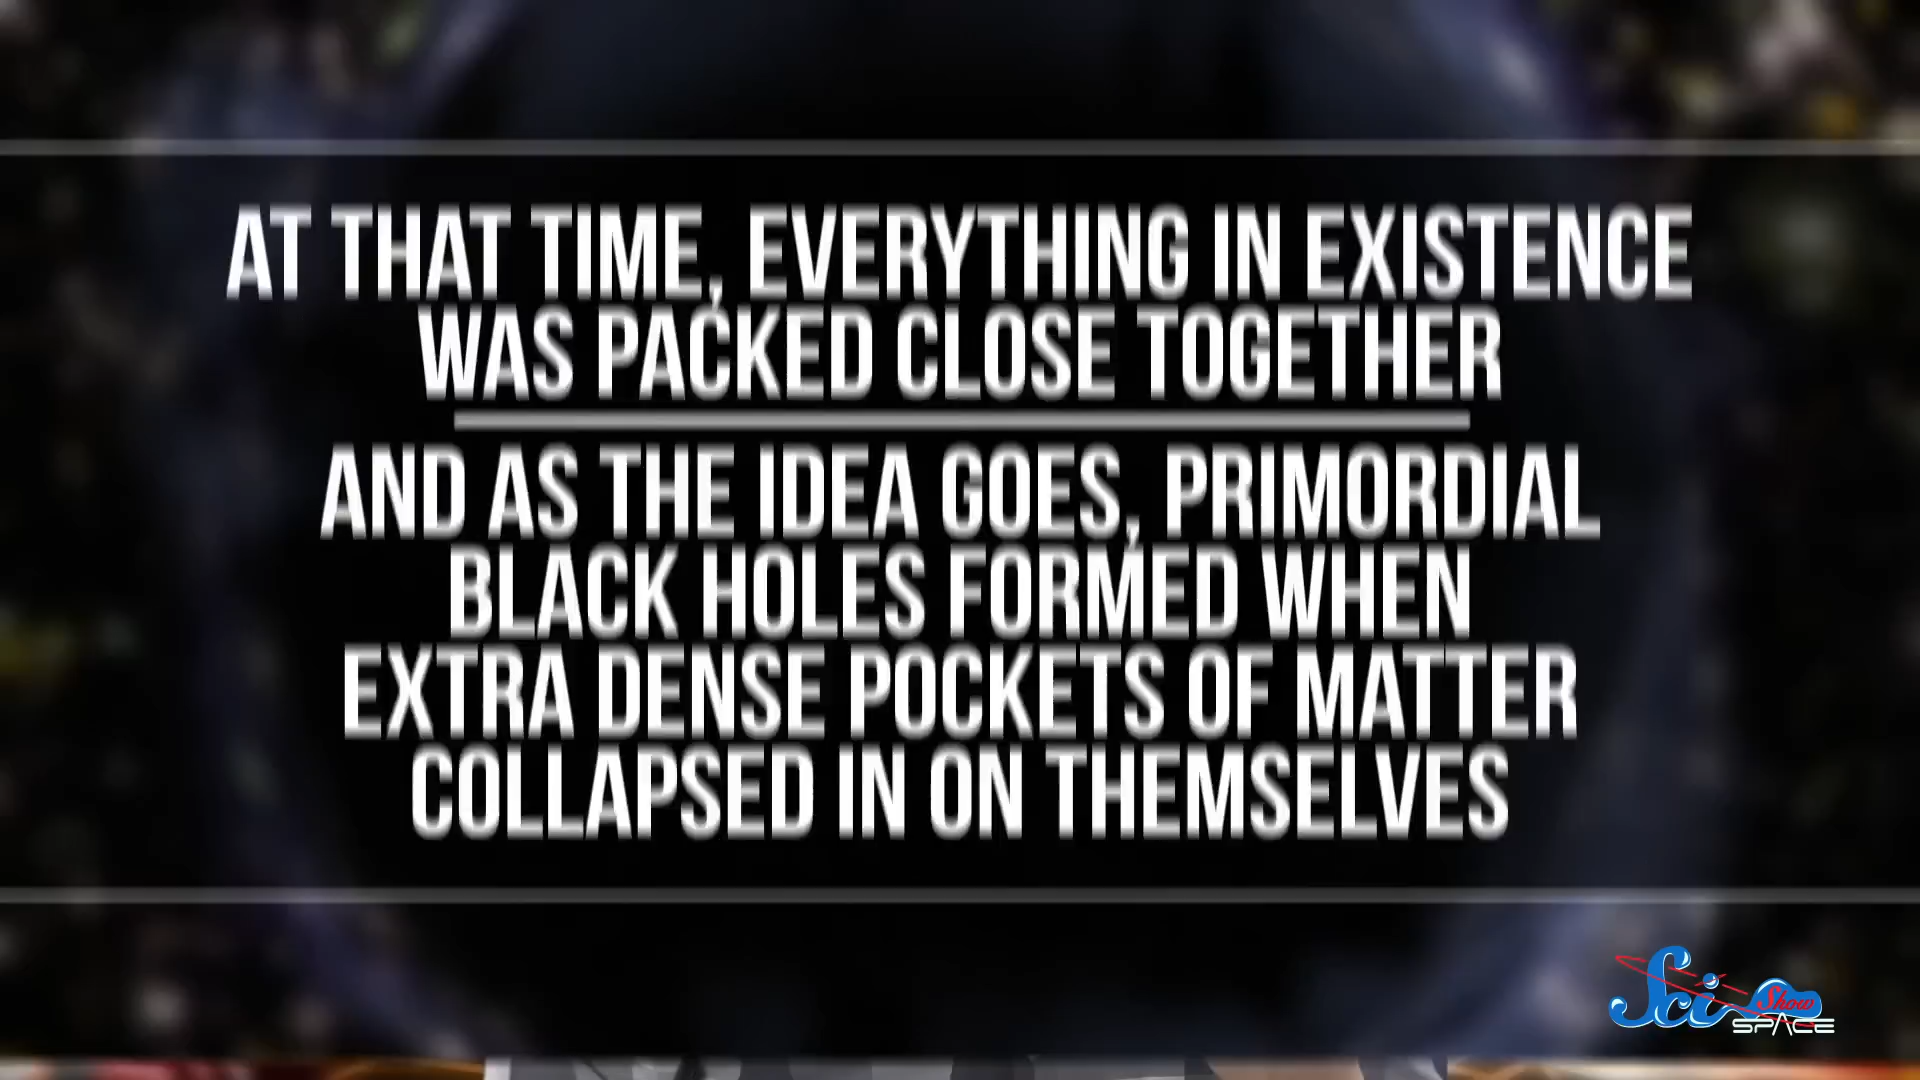 AT THAT TIME, EVERYTHING IN EXISTENCE
WAS PACKED CLOSE TOGETHER
AND AS THE IDEA GOES, PRIMORDIAL
BLACK HOLES FORMED WHEN
EXTRA DENSE POCKETS OF MATTER
COLLAPSED IN ON THEMSELVES
Sci Show
SPACE